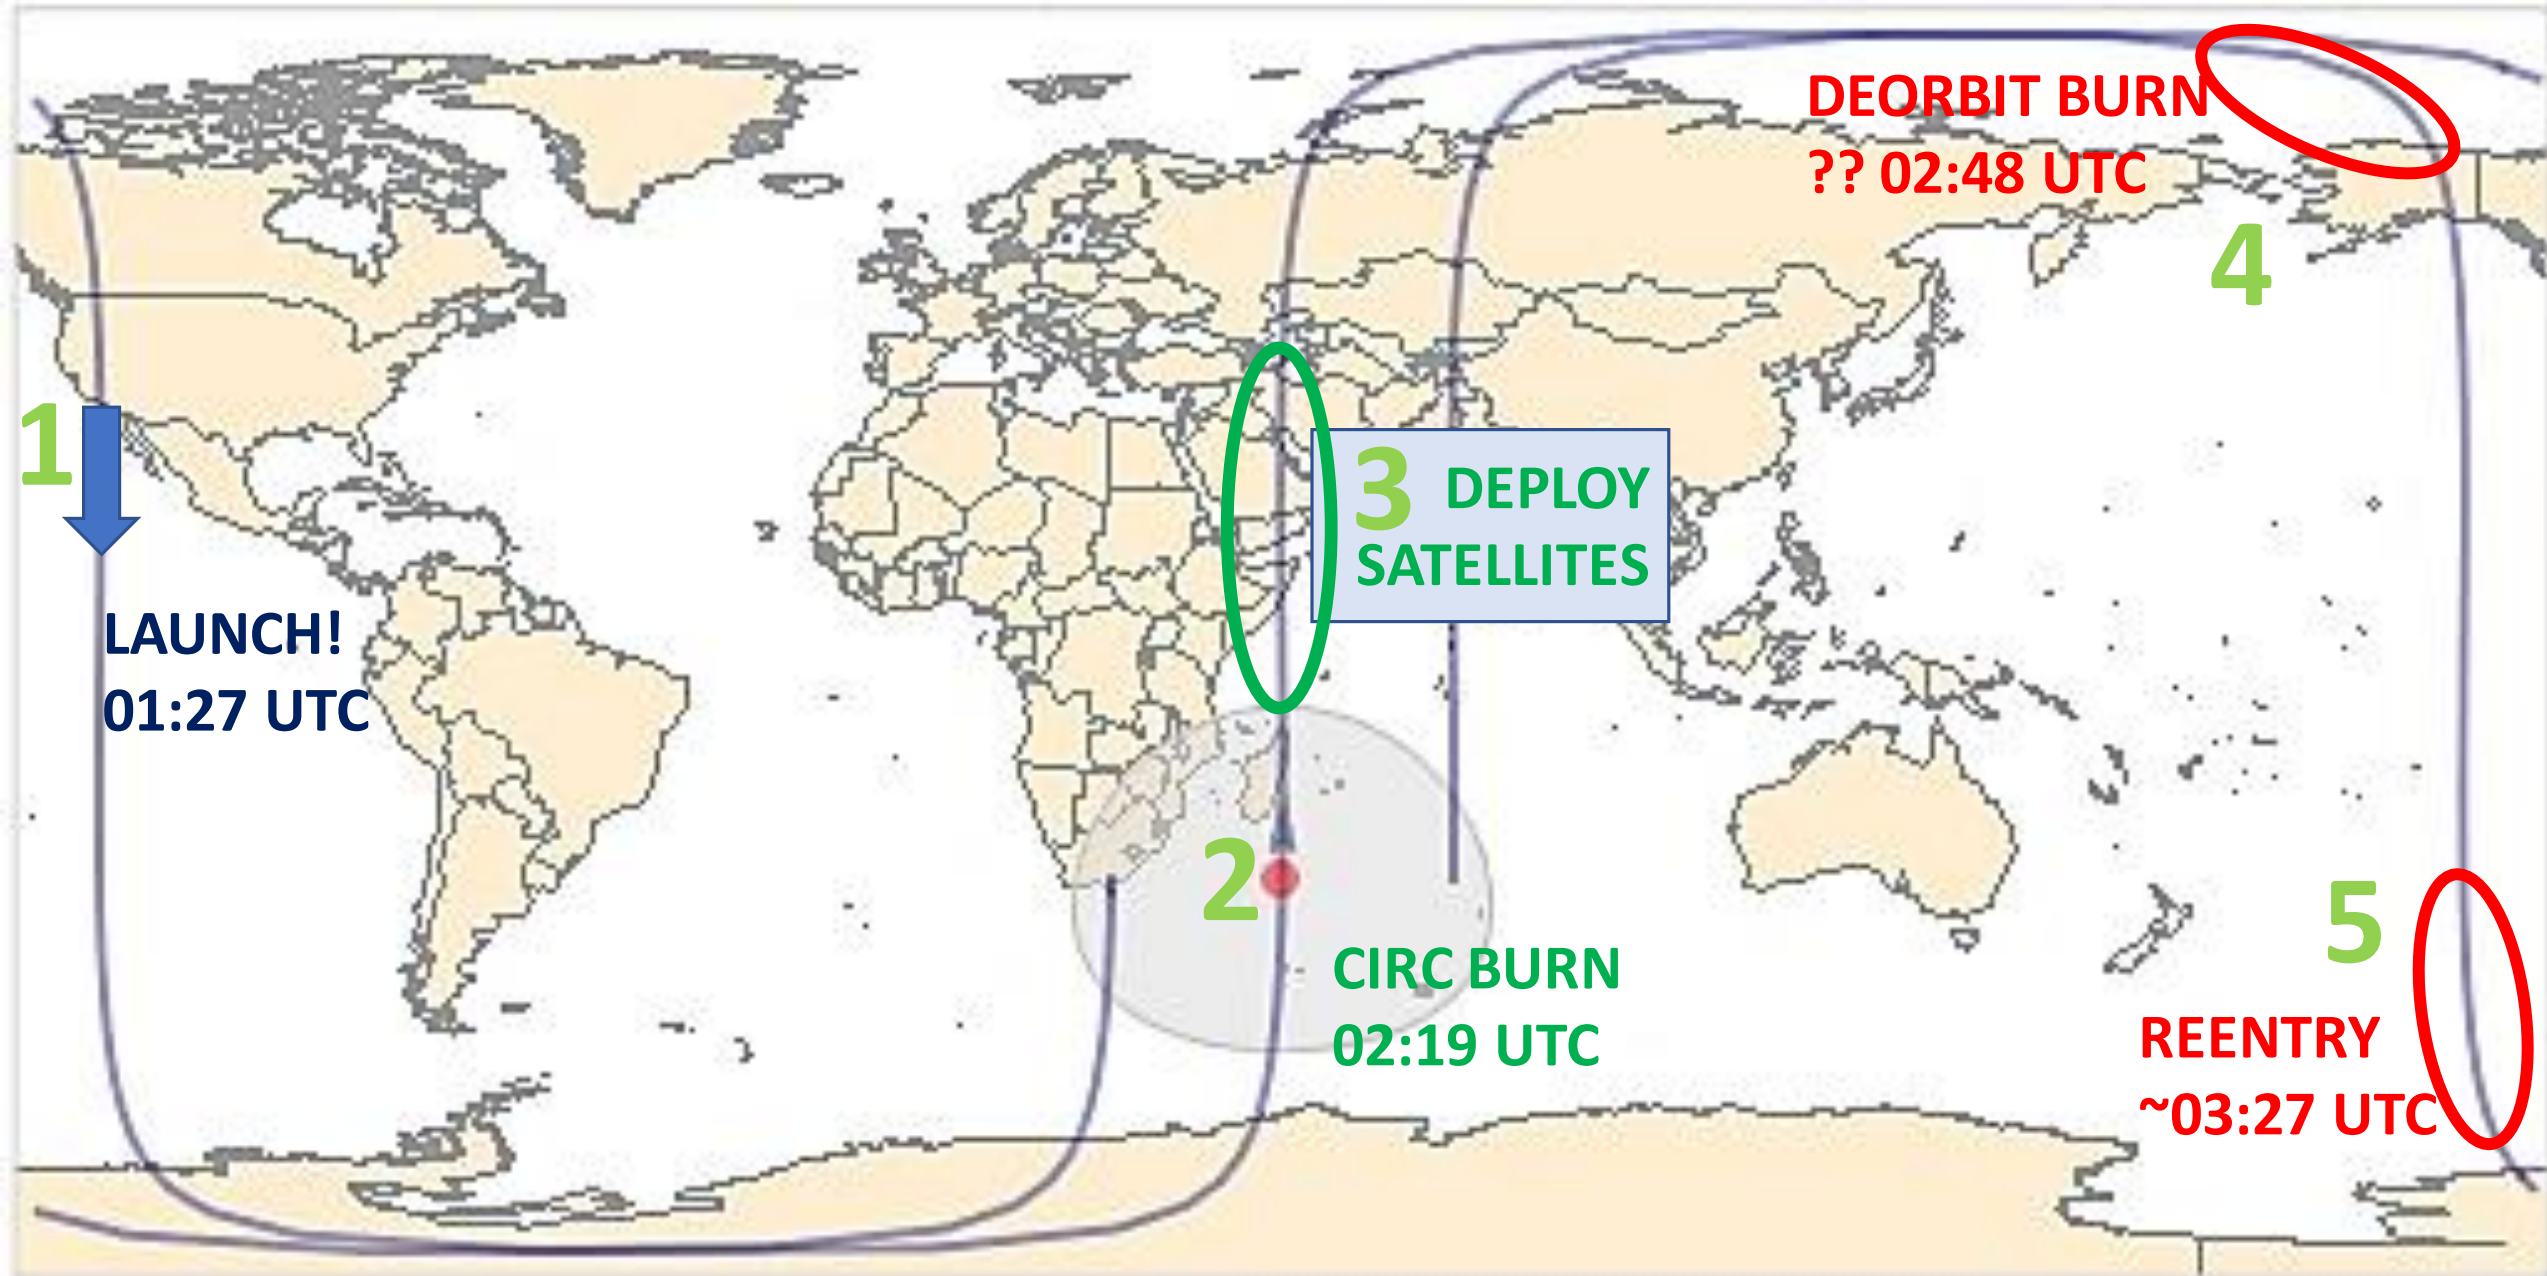 DEORBIT BURN
?? 02:48 UTC
4
1
3 DEPLOY
SATELLITES
LAUNCH!
01:27 UTC
2
CIRC BURN
02:19 UTC
5
REENTRY
~03:27 UTC